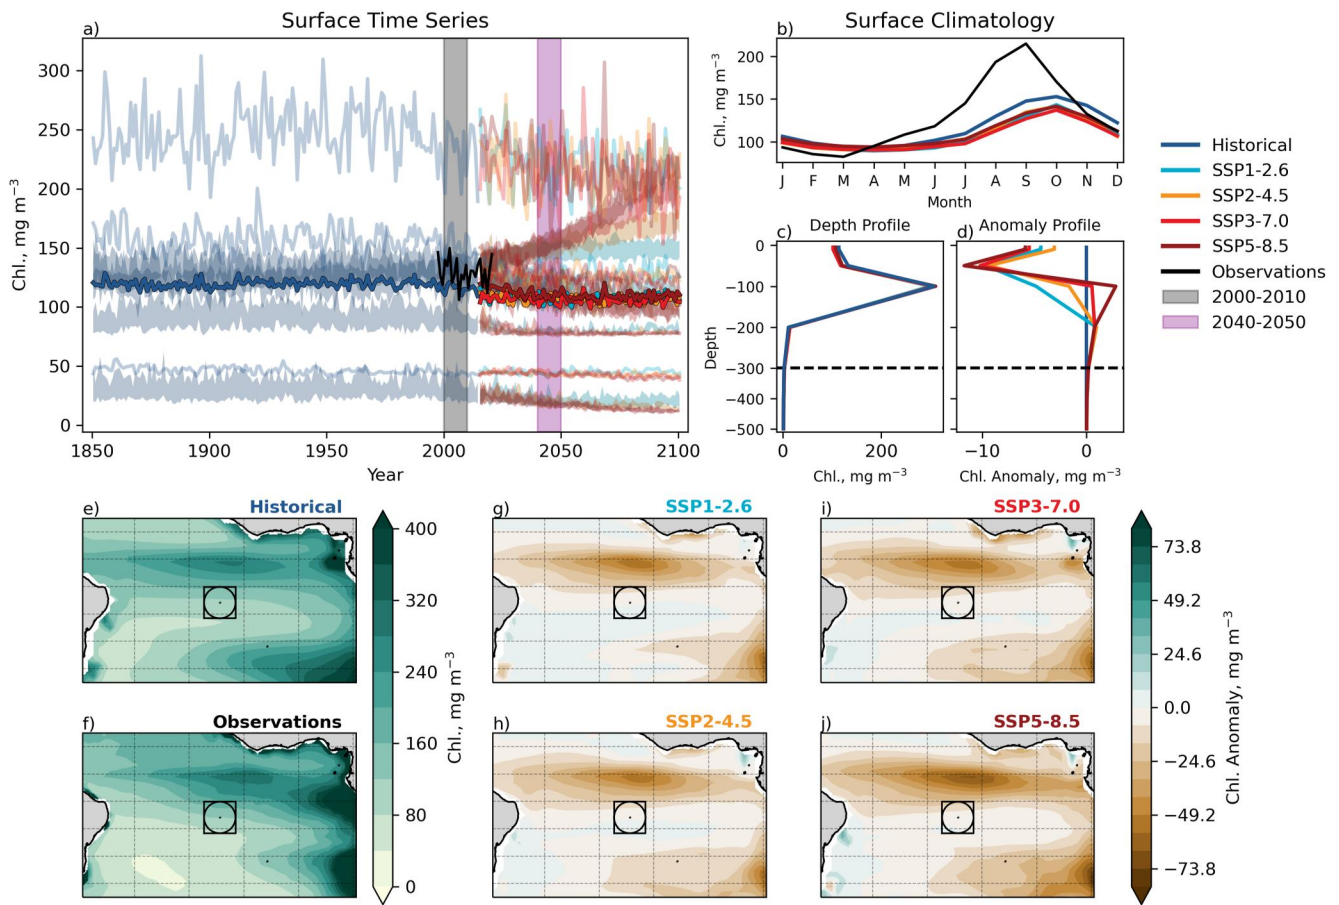 Surface Time Series
a)
300
250
200
150
100
50
0
Chl., mg m⁻³
1850
1900
1950
2000
2050
2100
Year
Surface Climatology
b)
200
150
100
Chl., mg m⁻³
J F M A M J J A S O N D
Month
Historical
SSP1-2.6
SSP2-4.5
SSP3-7.0
SSP5-8.5
Observations
2000-2010
2040-2050
c)
Depth Profile
0
−100
−200
−300
−400
−500
Depth
0
200
Chl., mg m⁻³
d)
Anomaly Profile
−10
0
Chl. Anomaly, mg m⁻³
e)
Historical
f)
Observations
400
320
240
160
80
0
Chl., mg m⁻³
g)
SSP1-2.6
h)
SSP2-4.5
i)
SSP3-7.0
j)
SSP5-8.5
73.8
49.2
24.6
0.0
−24.6
−49.2
−73.8
Chl. Anomaly, mg m⁻³